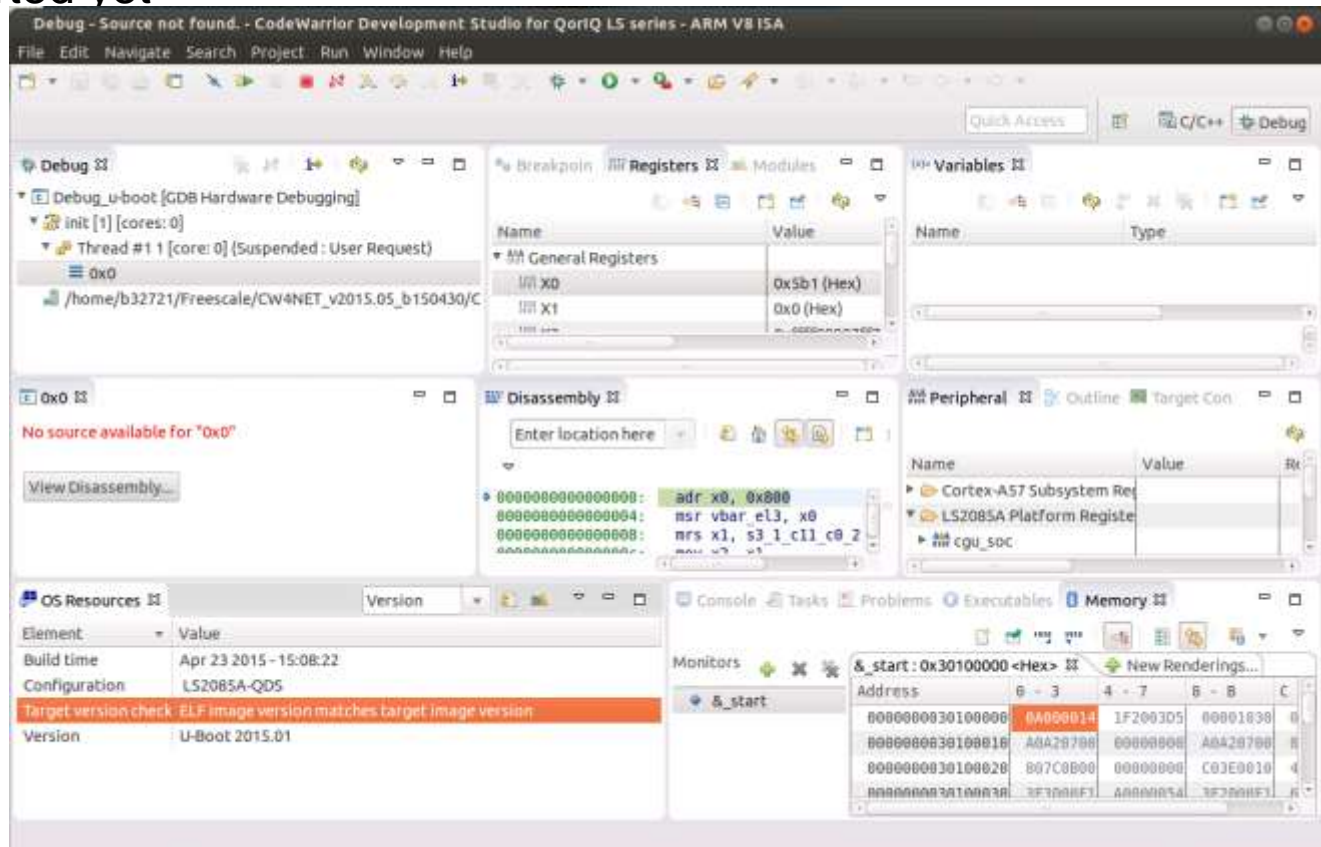 ted yet
Debug - Source not found. - CodeWarrior Development Studio for QorIQ LS series - ARM V8 ISA
File Edit Navigate Search Project Run Window Help
Quick Access C/C++ Debug
Debug
Debug_u-boot [GDB Hardware Debugging]
init [1] [cores: 0]
Thread #1 1 [core: 0] (Suspended : User Request)
0x0
/home/b32721/Freescale/CW4NET_v2015.05_b150430/C
Breakpoin Registers Modules
Name Value
General Registers
X0 0x5b1 (Hex)
X1 0x0 (Hex)
Variables
Name Type
0x0
No source available for "0x0"
View Disassembly...
Disassembly
Enter location here
0000000000000000: adr x0, 0x800
0000000000000004: msr vbar_el3, x0
0000000000000008: mrs x1, s3_1_c11_c0_2
Peripheral Outline Target Con
Name Value
Cortex-A57 Subsystem Reg
LS2085A Platform Registe
cgu_soc
OS Resources Version
Element Value
Build time Apr 23 2015 - 15:08:22
Configuration LS2085A-QDS
Target version check ELF image version matches target image version
Version U-Boot 2015.01
Console Tasks Problems Executables Memory
Monitors
&_start
&_start : 0x30100000 <Hex> New Renderings...
Address 0 - 3 4 - 7 8 - B C
0000000030100000 0A000014 1F2003D5 00001030
0000000030100010 A0A20700 00000000 A0A20700
0000000030100020 B07C0B00 00000000 C03E0010